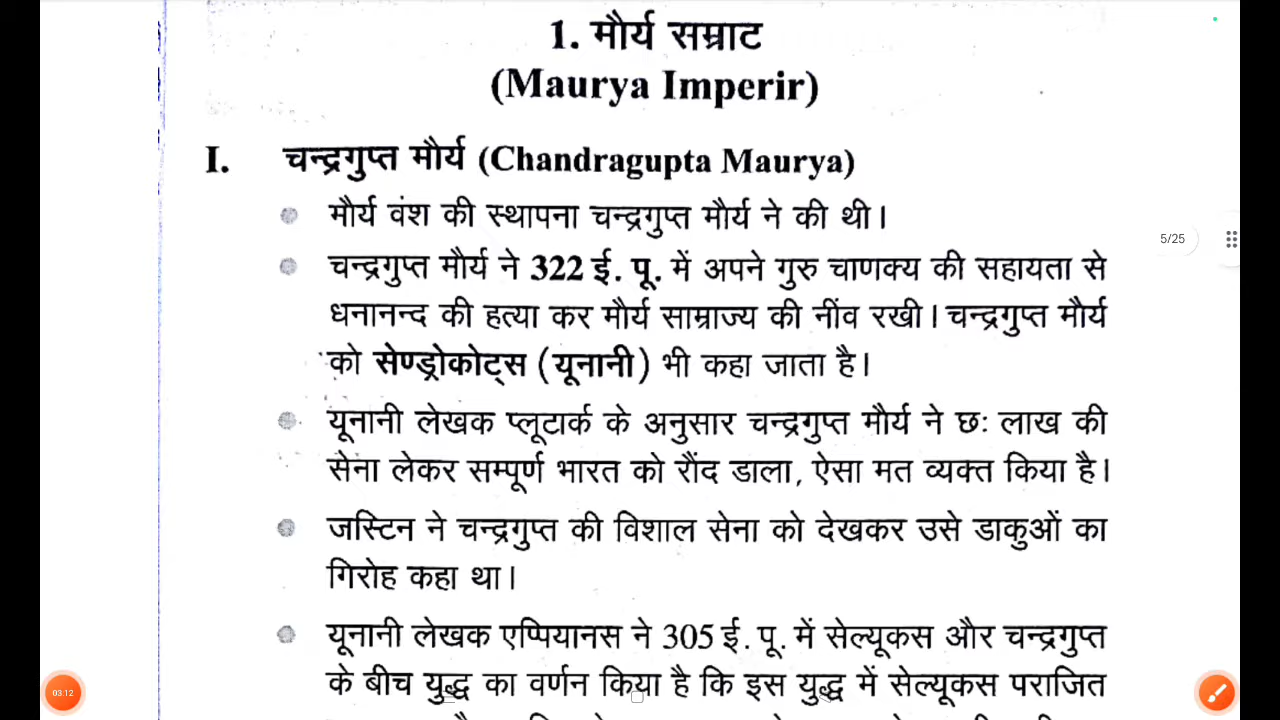 1. मौर्य सम्राट
(Maurya Imperir)
I. चन्द्रगुप्त मौर्य (Chandragupta Maurya)
मौर्य वंश की स्थापना चन्द्रगुप्त मौर्य ने की थी।
चन्द्रगुप्त मौर्य ने 322 ई. पू. में अपने गुरु चाणक्य की सहायता से
धनानन्द की हत्या कर मौर्य साम्राज्य की नींव रखी। चन्द्रगुप्त मौर्य
को सेण्ड्रोकोट्स (यूनानी) भी कहा जाता है।
यूनानी लेखक प्लूटार्क के अनुसार चन्द्रगुप्त मौर्य ने छः लाख की
सेना लेकर सम्पूर्ण भारत को रौंद डाला, ऐसा मत व्यक्त किया है।
जस्टिन ने चन्द्रगुप्त की विशाल सेना को देखकर उसे डाकुओं का
गिरोह कहा था।
यूनानी लेखक एप्पियानस ने 305 ई. पू. में सेल्यूकस और चन्द्रगुप्त
के बीच युद्ध का वर्णन किया है कि इस युद्ध में सेल्यूकस पराजित
5/25
03:12